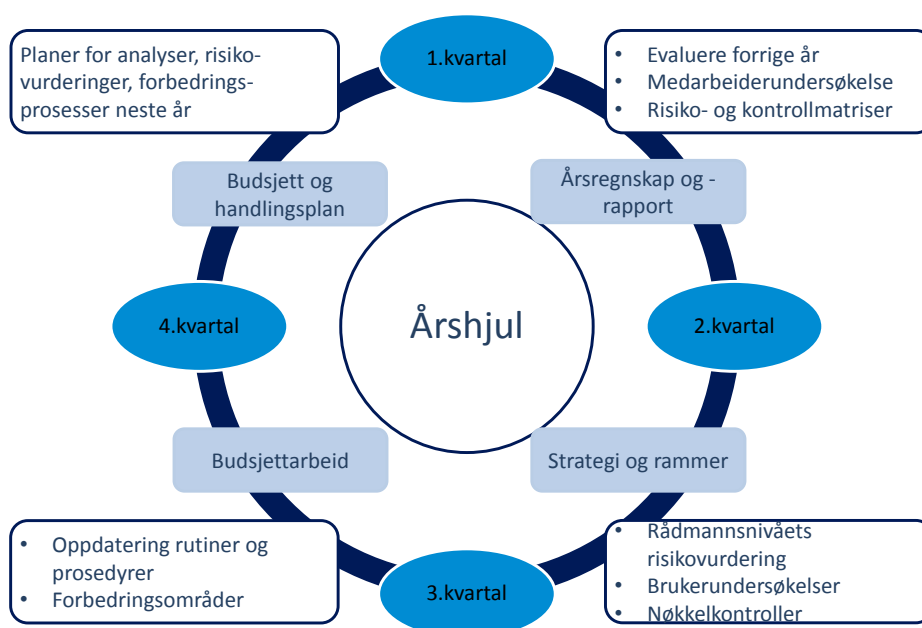 Planer for analyser, risiko-
vurderinger, forbedrings-
prosesser neste år
1.kvartal
• Evaluere forrige år
• Medarbeiderundersøkelse
• Risiko- og kontrollmatriser
Budsjett og
handlingsplan
Årsregnskap og -
rapport
4.kvartal
Årshjul
2.kvartal
Budsjettarbeid
Strategi og rammer
• Oppdatering rutiner og
prosedyrer
• Forbedringsområder
3.kvartal
• Rådmannsnivåets
risikovurdering
• Brukerundersøkelser
• Nøkkelkontroller